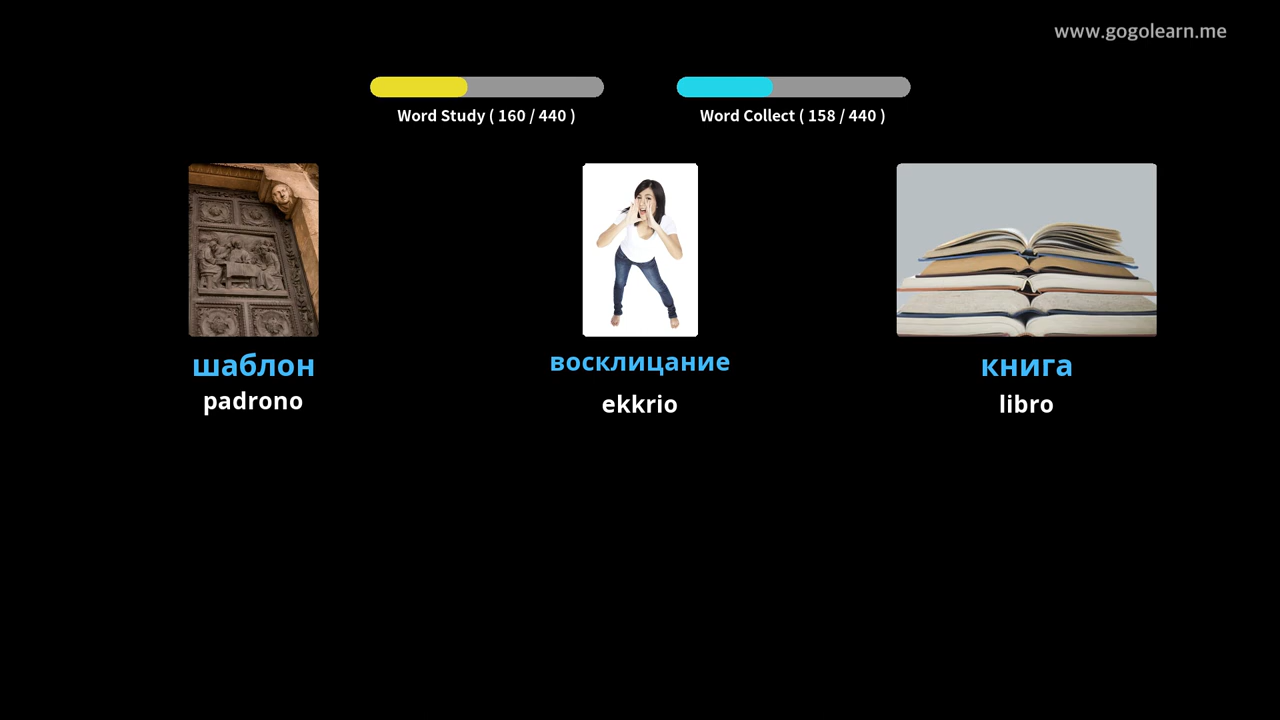 www.gogolearn.me
Word Study ( 160 / 440 )
Word Collect ( 158 / 440 )
шаблон
padrono
восклицание
ekkrio
книга
libro